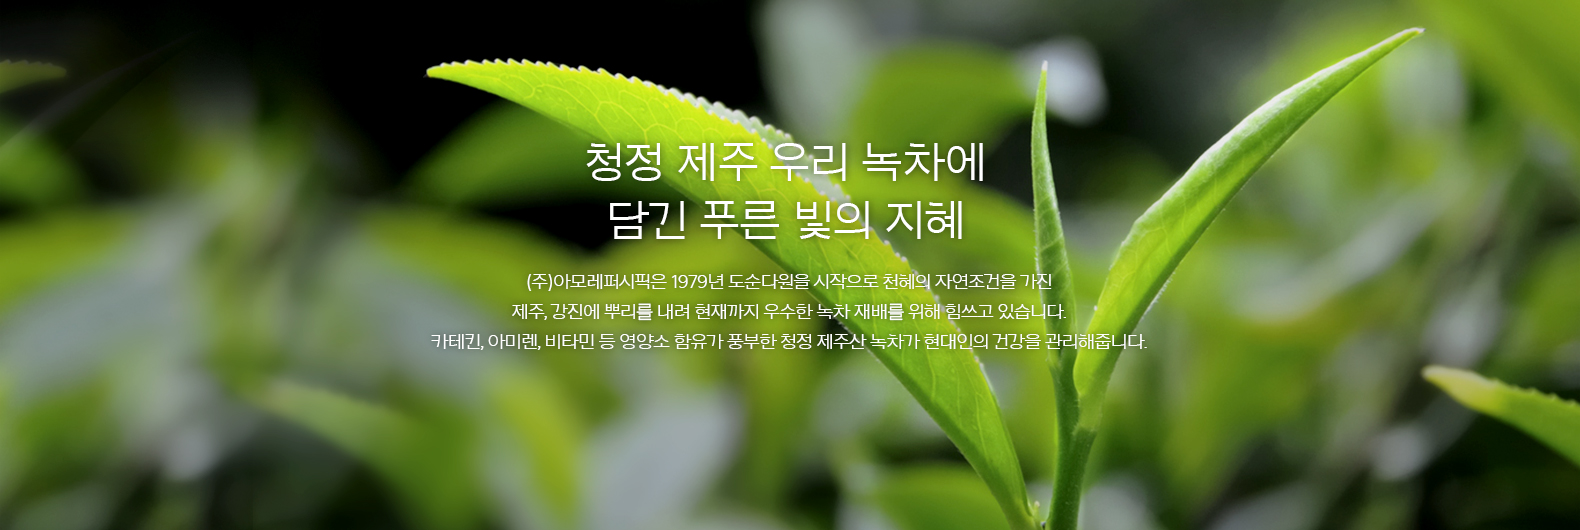 청정 제주 우리 녹차에
담긴 푸른 빛의 지혜
(주)아모레퍼시픽은 1979년 도순다원을 시작으로 천혜의 자연조건을 가진
제주, 강진에 뿌리를 내려 현재까지 우수한 녹차 재배를 위해 힘쓰고 있습니다.
카테킨, 아미렌, 비타민 등 영양소 함유가 풍부한 청정 제주산 녹차가 현대인의 건강을 관리해줍니다.